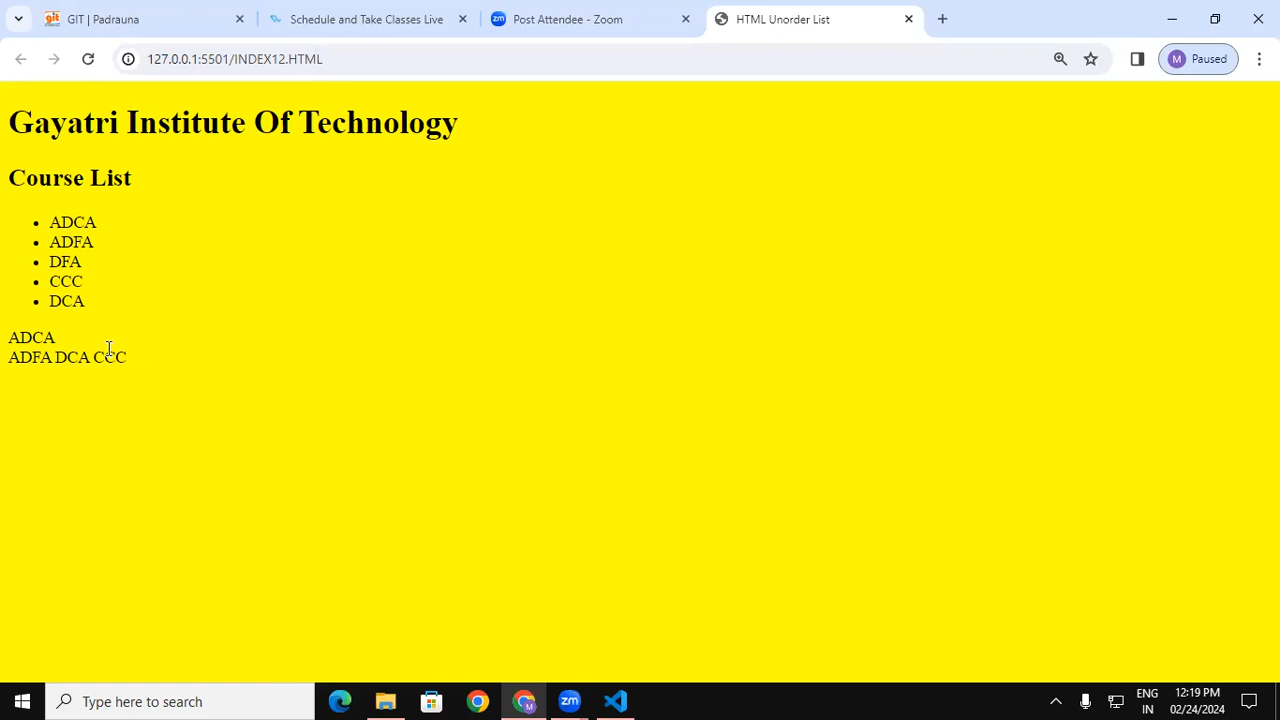 GIT | Padrauna
Schedule and Take Classes Live
zm
Post Attendee - Zoom
HTML Unorder List
127.0.0.1:5501/INDEX12.HTML
M
Paused
Gayatri Institute Of Technology
Course List
• ADCA
• ADFA
• DFA
• CCC
• DCA
ADCA
ADFA DCA CCC
Type here to search
M
zm
ENG
IN
12:19 PM
02/24/2024